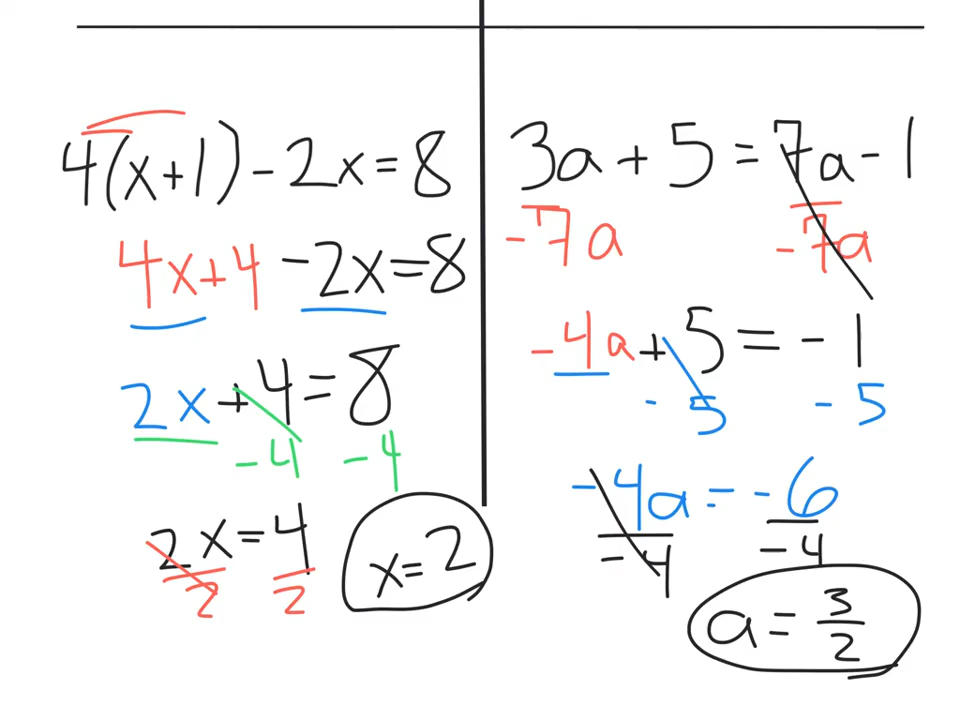 4(x+1)-2x=8
4x+4-2x=8
2x+4=8
-4 -4
2x=4
2 2
x=2
3a+5=7a-1
-7a -7a
-4a+5=-1
-5 -5
-4a=-6
-4 -4
a=3/2